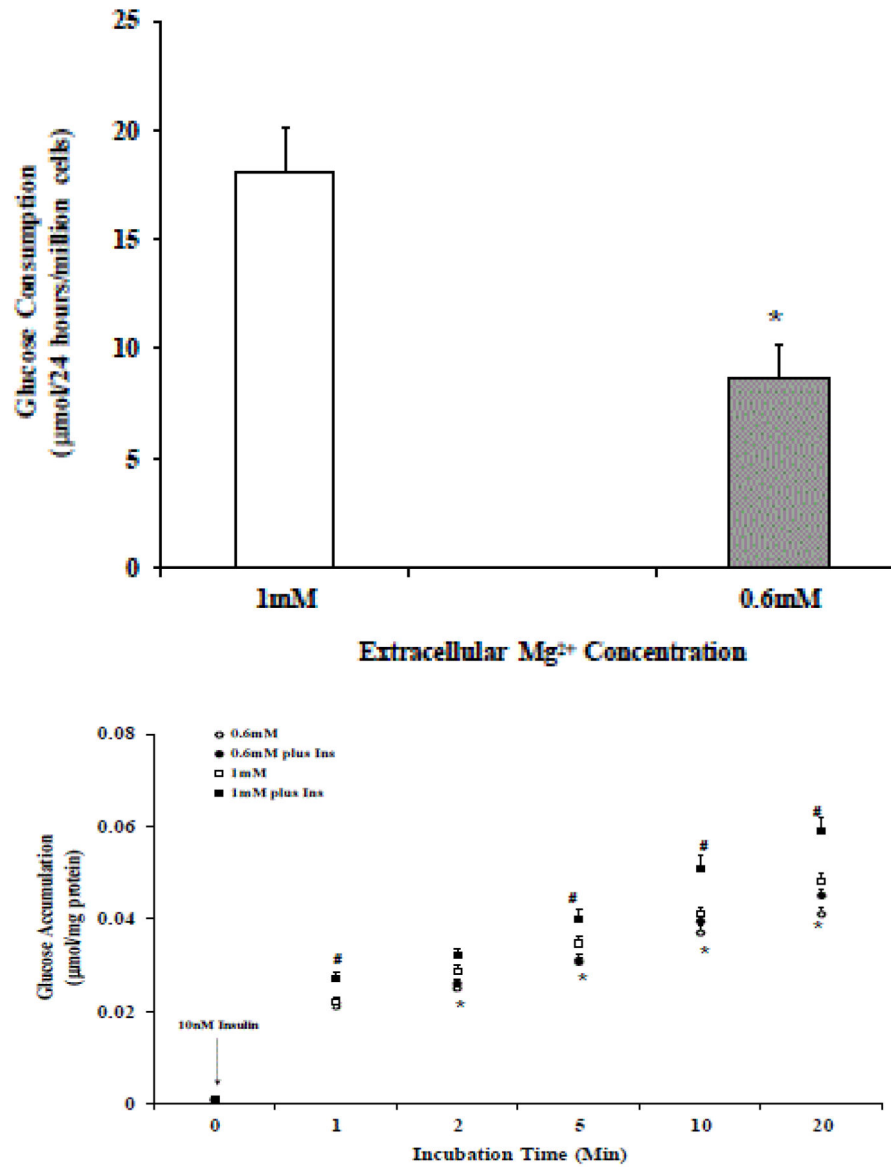 25
20
15
10
5
0
Glucose Consumption
(μmol/24 hours/million cells)
*
1mM
0.6mM
Extracellular Mg²⁺ Concentration
0.08
0.06
0.04
0.02
0
Glucose Accumulation
(μmol/mg protein)
0.6mM
0.6mM plus Ins
1mM
1mM plus Ins
10nM Insulin
# # # #
* * * *
0 1 2 5 10 20
Incubation Time (Min)